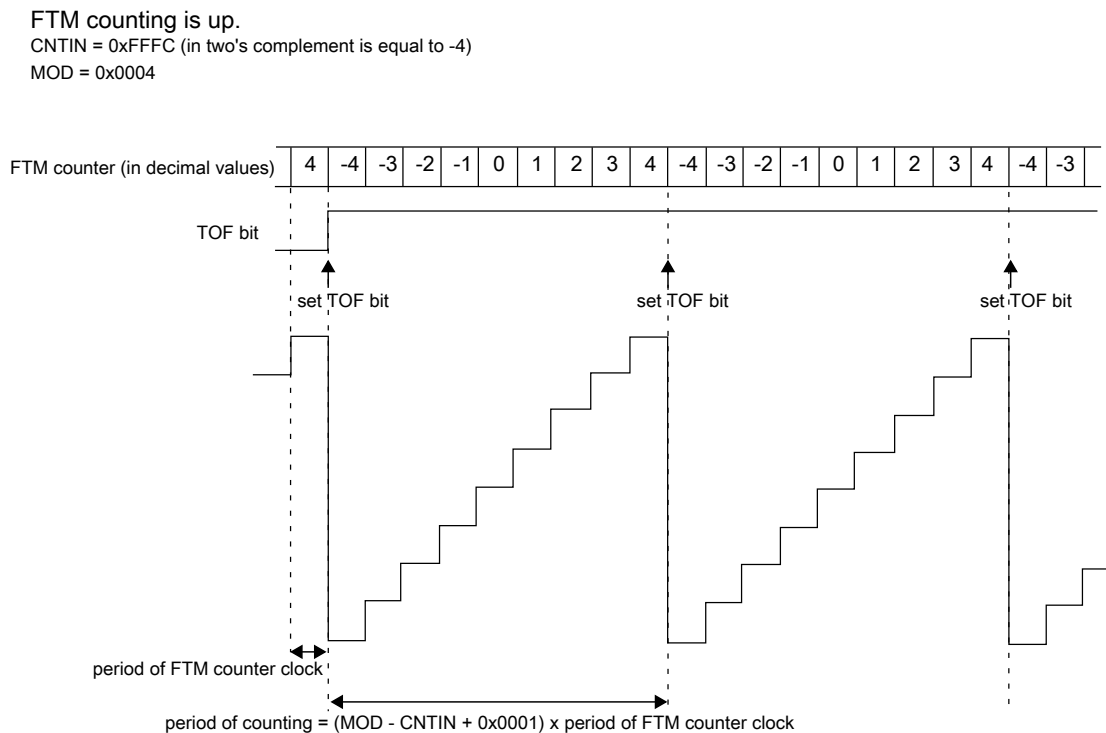 FTM counting is up.
CNTIN = 0xFFFC (in two's complement is equal to -4)
MOD = 0x0004
FTM counter (in decimal values) 4 -4 -3 -2 -1 0 1 2 3 4 -4 -3 -2 -1 0 1 2 3 4 -4 -3
TOF bit
set TOF bit set TOF bit set TOF bit
period of FTM counter clock
period of counting = (MOD - CNTIN + 0x0001) x period of FTM counter clock